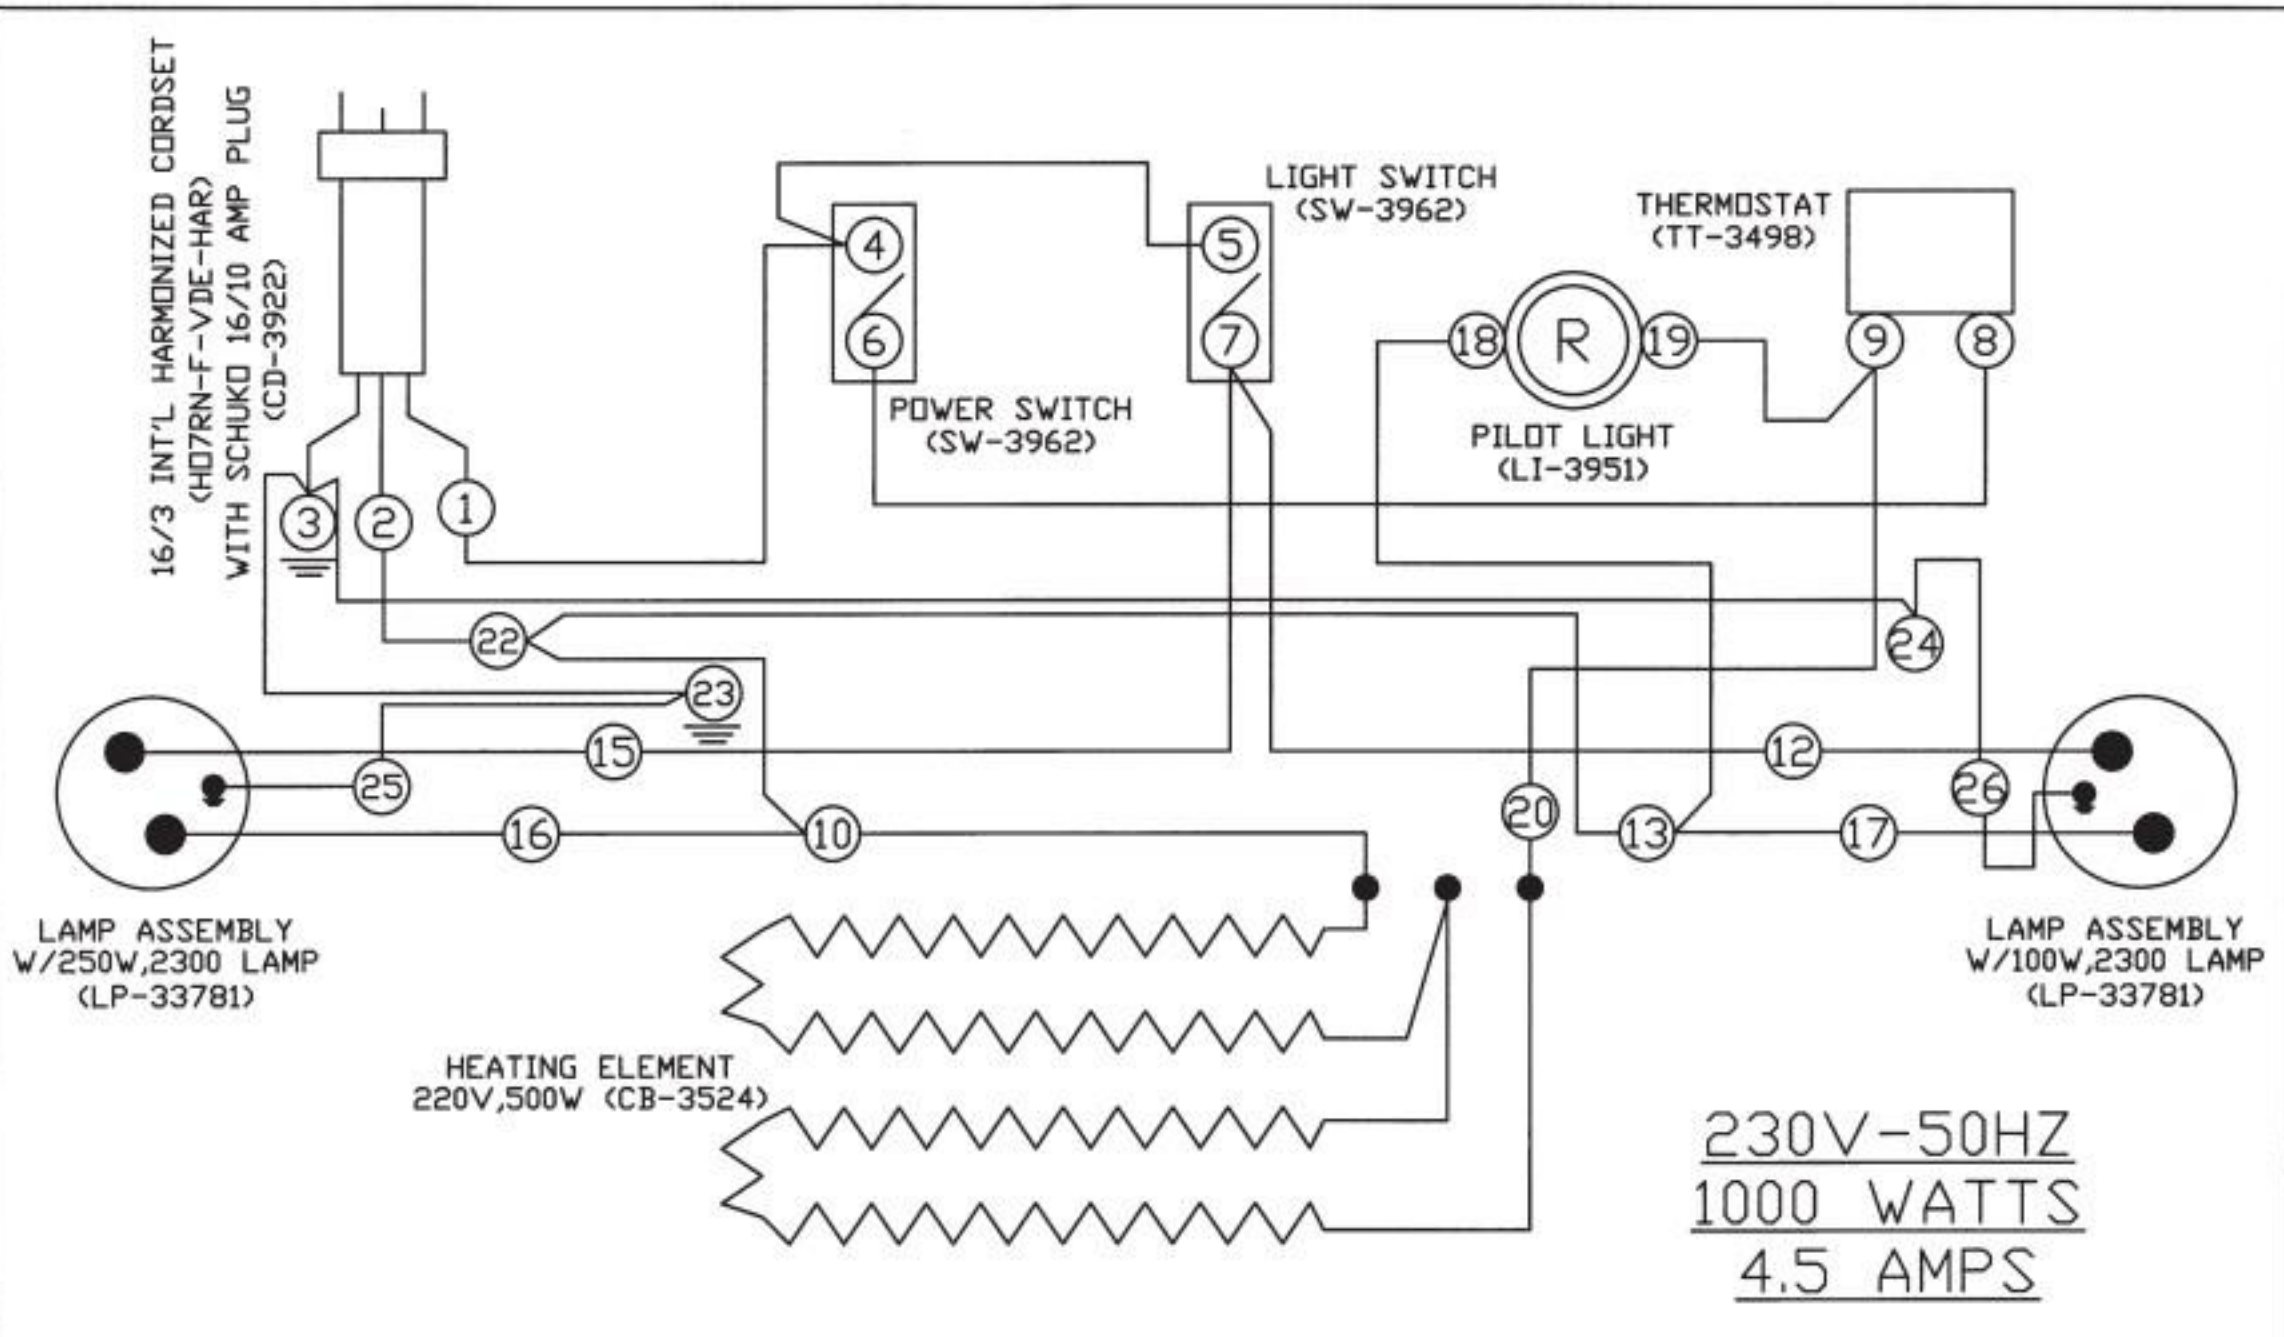 16/3 INT'L HARMONIZED CORDSET
(HO7RN-F-VDE-HAR)
WITH SCHUKO 16/10 AMP PLUG
(CD-3922)
LIGHT SWITCH
(SW-3962)
THERMOSTAT
(TT-3498)
4
5
6
7
18
R
19
9
8
POWER SWITCH
(SW-3962)
PILOT LIGHT
(LI-3951)
3
2
1
22
24
23
15
12
25
26
20
16
10
13
17
LAMP ASSEMBLY
W/250W,2300 LAMP
(LP-33781)
LAMP ASSEMBLY
W/100W,2300 LAMP
(LP-33781)
HEATING ELEMENT
220V,500W (CB-3524)
230V-50HZ
1000 WATTS
4.5 AMPS